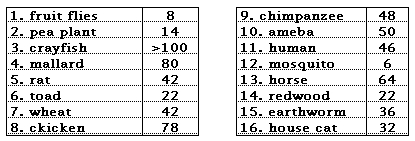 1. fruit flies 8
2. pea plant 14
3. crayfish >100
4. mallard 80
5. rat 42
6. toad 22
7. wheat 42
8. ckicken 78
9. chimpanzee 48
10. ameba 50
11. human 46
12. mosquito 6
13. horse 64
14. redwood 22
15. earthworm 36
16. house cat 32